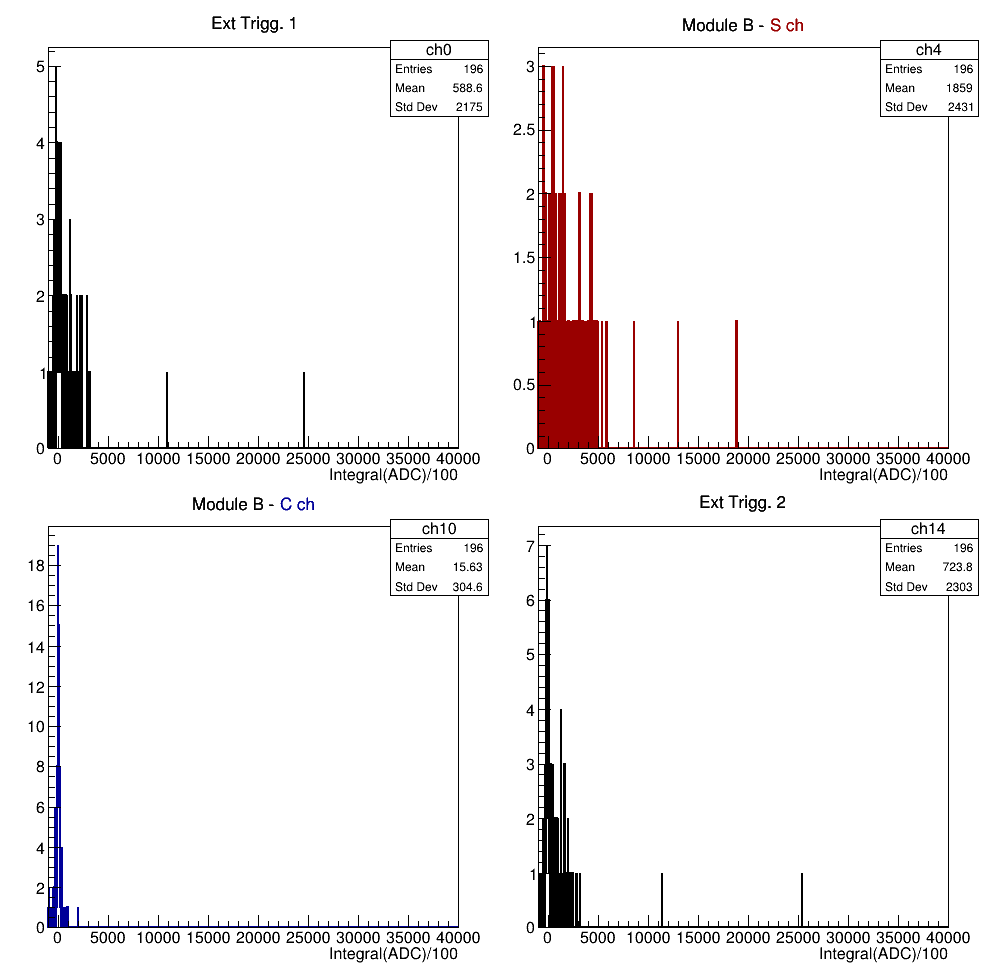 Ext Trigg. 1
ch0
Entries 196
Mean 588.6
Std Dev 2175
5
4
3
2
1
0
0 5000 10000 15000 20000 25000 30000 35000 40000
Integral(ADC)/100
Module B - S ch
ch4
Entries 196
Mean 1859
Std Dev 2431
3
2.5
2
1.5
1
0.5
0
0 5000 10000 15000 20000 25000 30000 35000 40000
Integral(ADC)/100
Module B - C ch
ch10
Entries 196
Mean 15.63
Std Dev 304.6
18
16
14
12
10
8
6
4
2
0
0 5000 10000 15000 20000 25000 30000 35000 40000
Integral(ADC)/100
Ext Trigg. 2
ch14
Entries 196
Mean 723.8
Std Dev 2303
7
6
5
4
3
2
1
0
0 5000 10000 15000 20000 25000 30000 35000 40000
Integral(ADC)/100